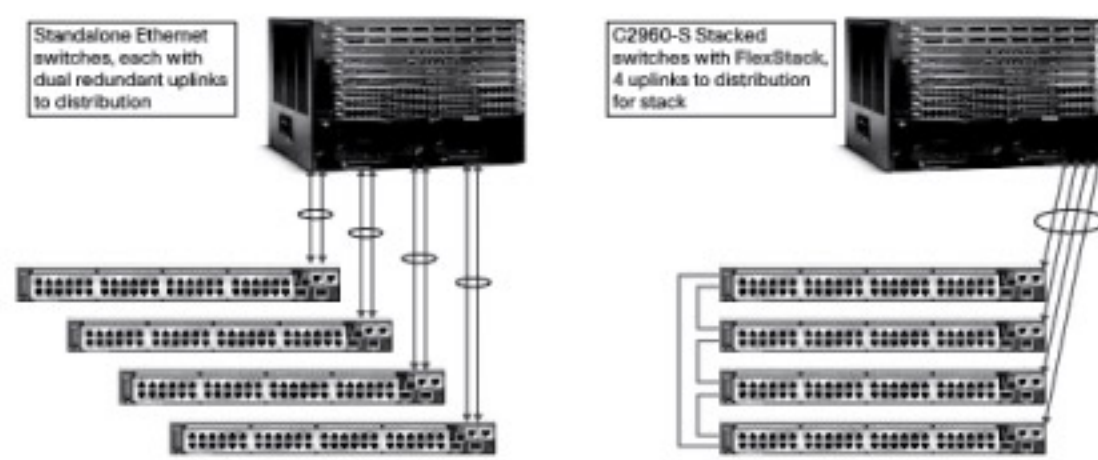 Standalone Ethernet
switches, each with
dual redundant uplinks
to distribution
C2960-S Stacked
switches with FlexStack,
4 uplinks to distribution
for stack